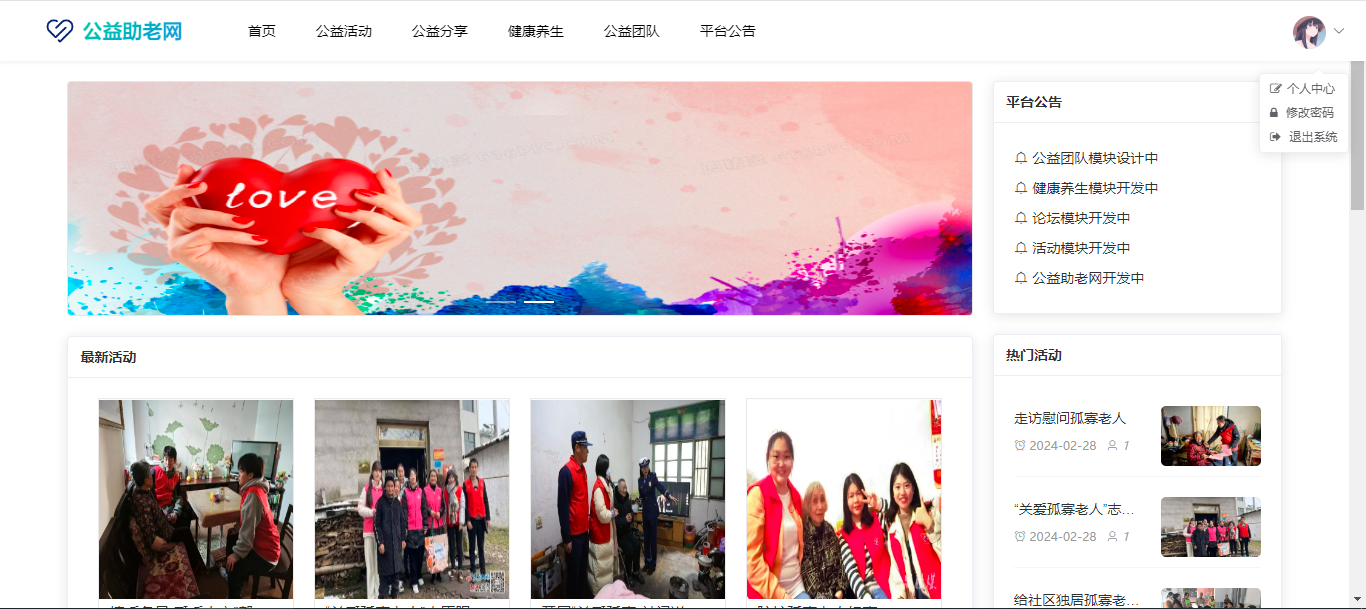 公益助老网
首页
公益活动
公益分享
健康养生
公益团队
平台公告
个人中心
修改密码
退出系统
love
平台公告
公益团队模块设计中
健康养生模块开发中
论坛模块开发中
活动模块开发中
公益助老网开发中
最新活动
热门活动
走访慰问孤寡老人
2024-02-28 1
“关爱孤寡老人”志...
2024-02-28 1
给社区独居孤寡老...